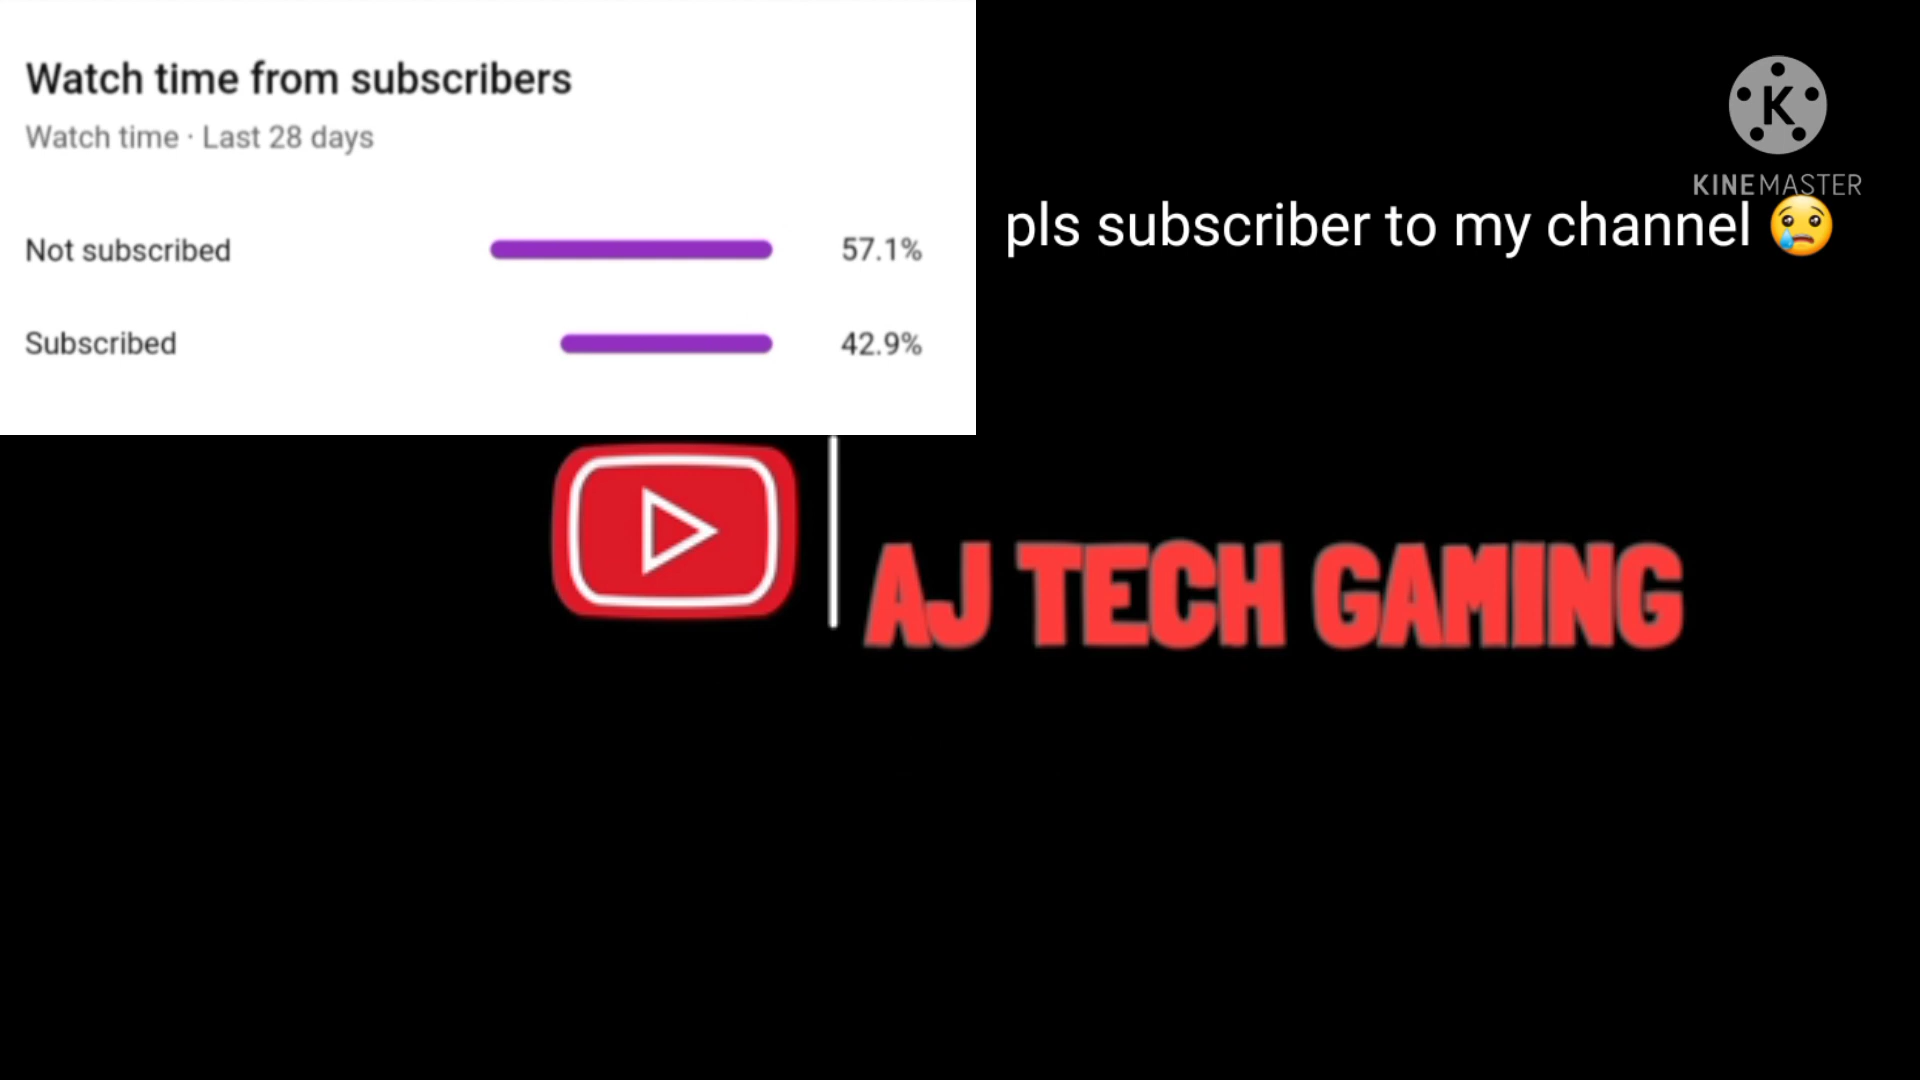 Watch time from subscribers
Watch time · Last 28 days
Not subscribed 57.1%
Subscribed 42.9%
K
KINEMASTER
pls subscriber to my channel 😢
AJ TECH GAMING